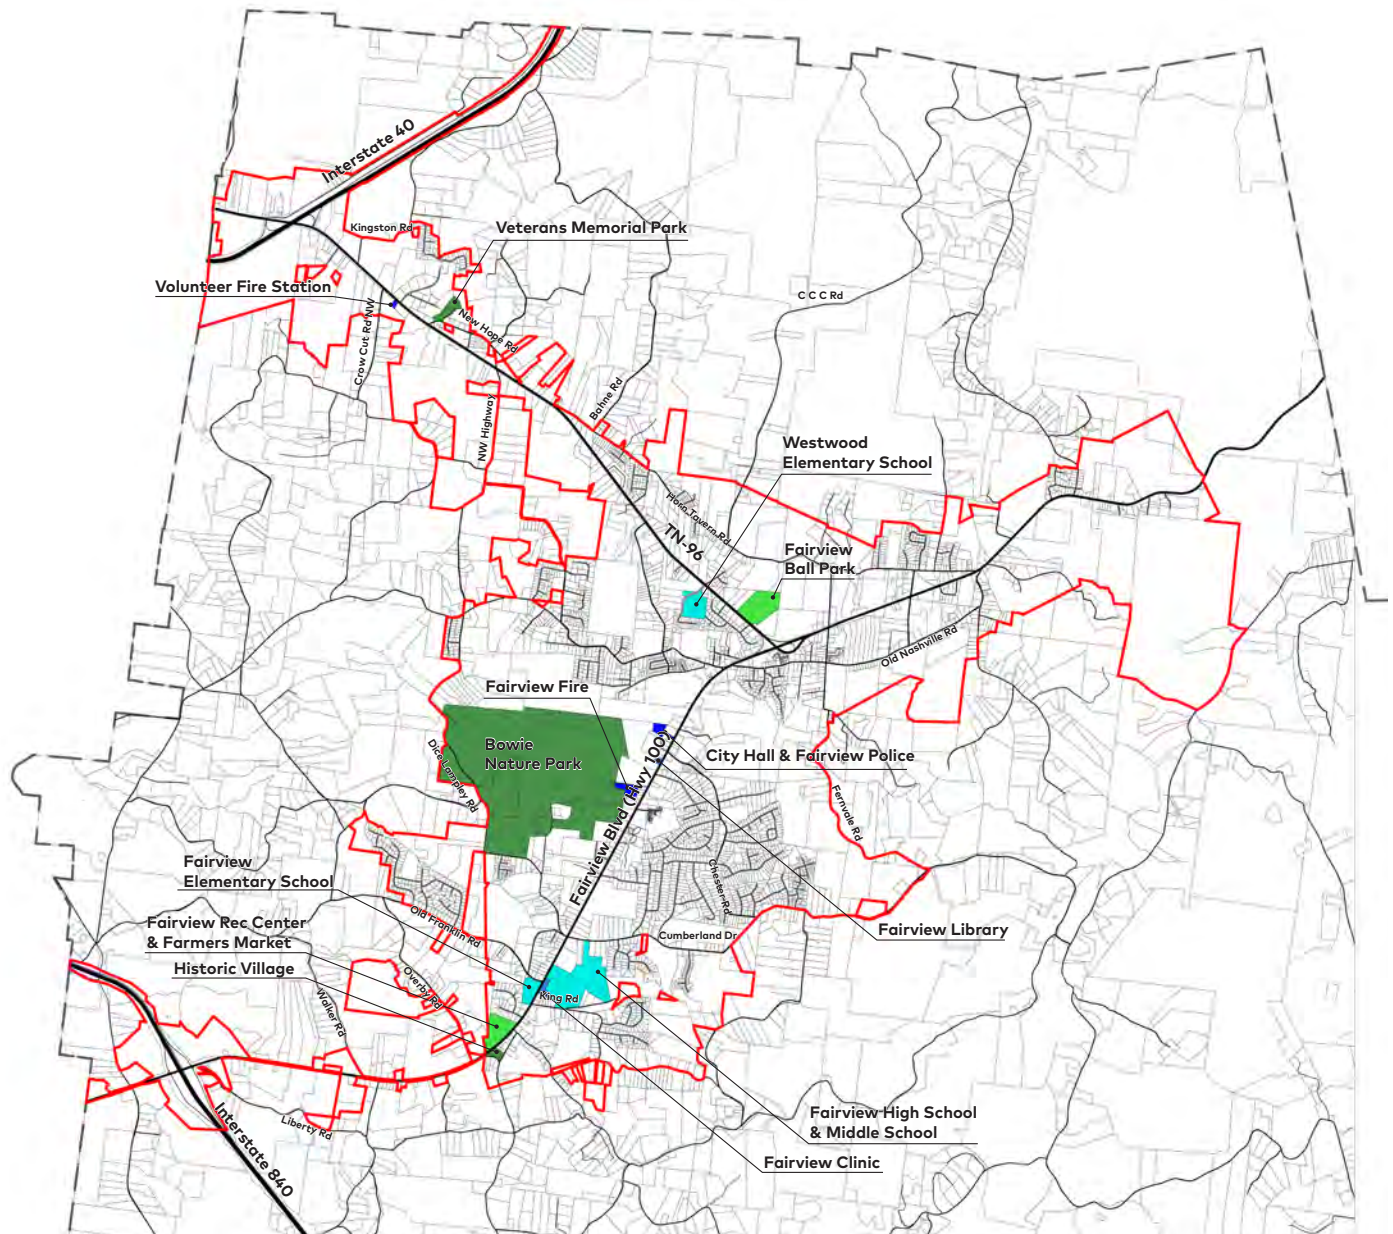 Interstate 40
Kingston Rd
Veterans Memorial Park
Volunteer Fire Station
C C C Rd
New Hope Rd
Crow Cut Rd NW
NW Highway
Bahne Rd
Westwood
Elementary School
Horn Tavern Rd
TN-96
Fairview
Ball Park
Old Nashville Rd
Fairview Fire
Bowie
Nature Park
City Hall & Fairview Police
Dice Lampley Rd
Fairview Blvd (Hwy 100)
Fernvale Rd
Fairview
Elementary School
Chester Rd
Old Franklin Rd
Fairview Rec Center
& Farmers Market
Cumberland Dr
Fairview Library
Historic Village
Overby Rd
King Rd
Walker Rd
Liberty Rd
Interstate 840
Fairview High School
& Middle School
Fairview Clinic